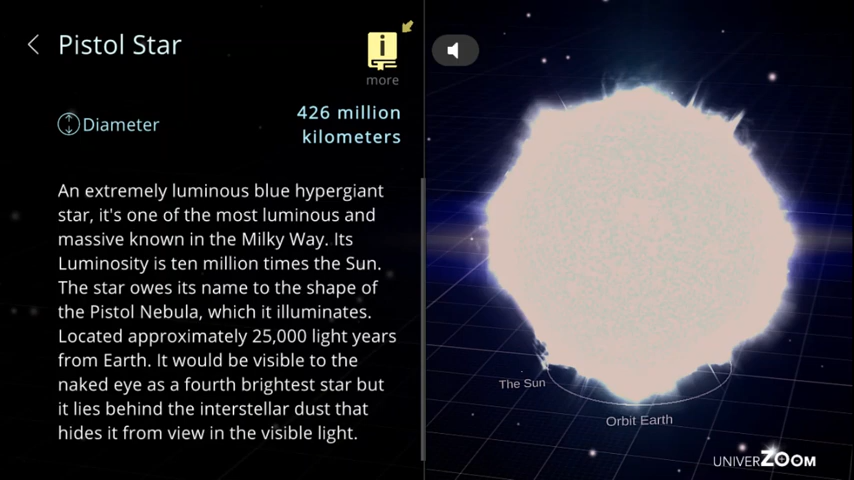 Pistol Star
i
more
Diameter
426 million
kilometers
An extremely luminous blue hypergiant
star, it's one of the most luminous and
massive known in the Milky Way. Its
Luminosity is ten million times the Sun.
The star owes its name to the shape of
the Pistol Nebula, which it illuminates.
Located approximately 25,000 light years
from Earth. It would be visible to the
naked eye as a fourth brightest star but
it lies behind the interstellar dust that
hides it from view in the visible light.
The Sun
Orbit Earth
UNIVERZOOM